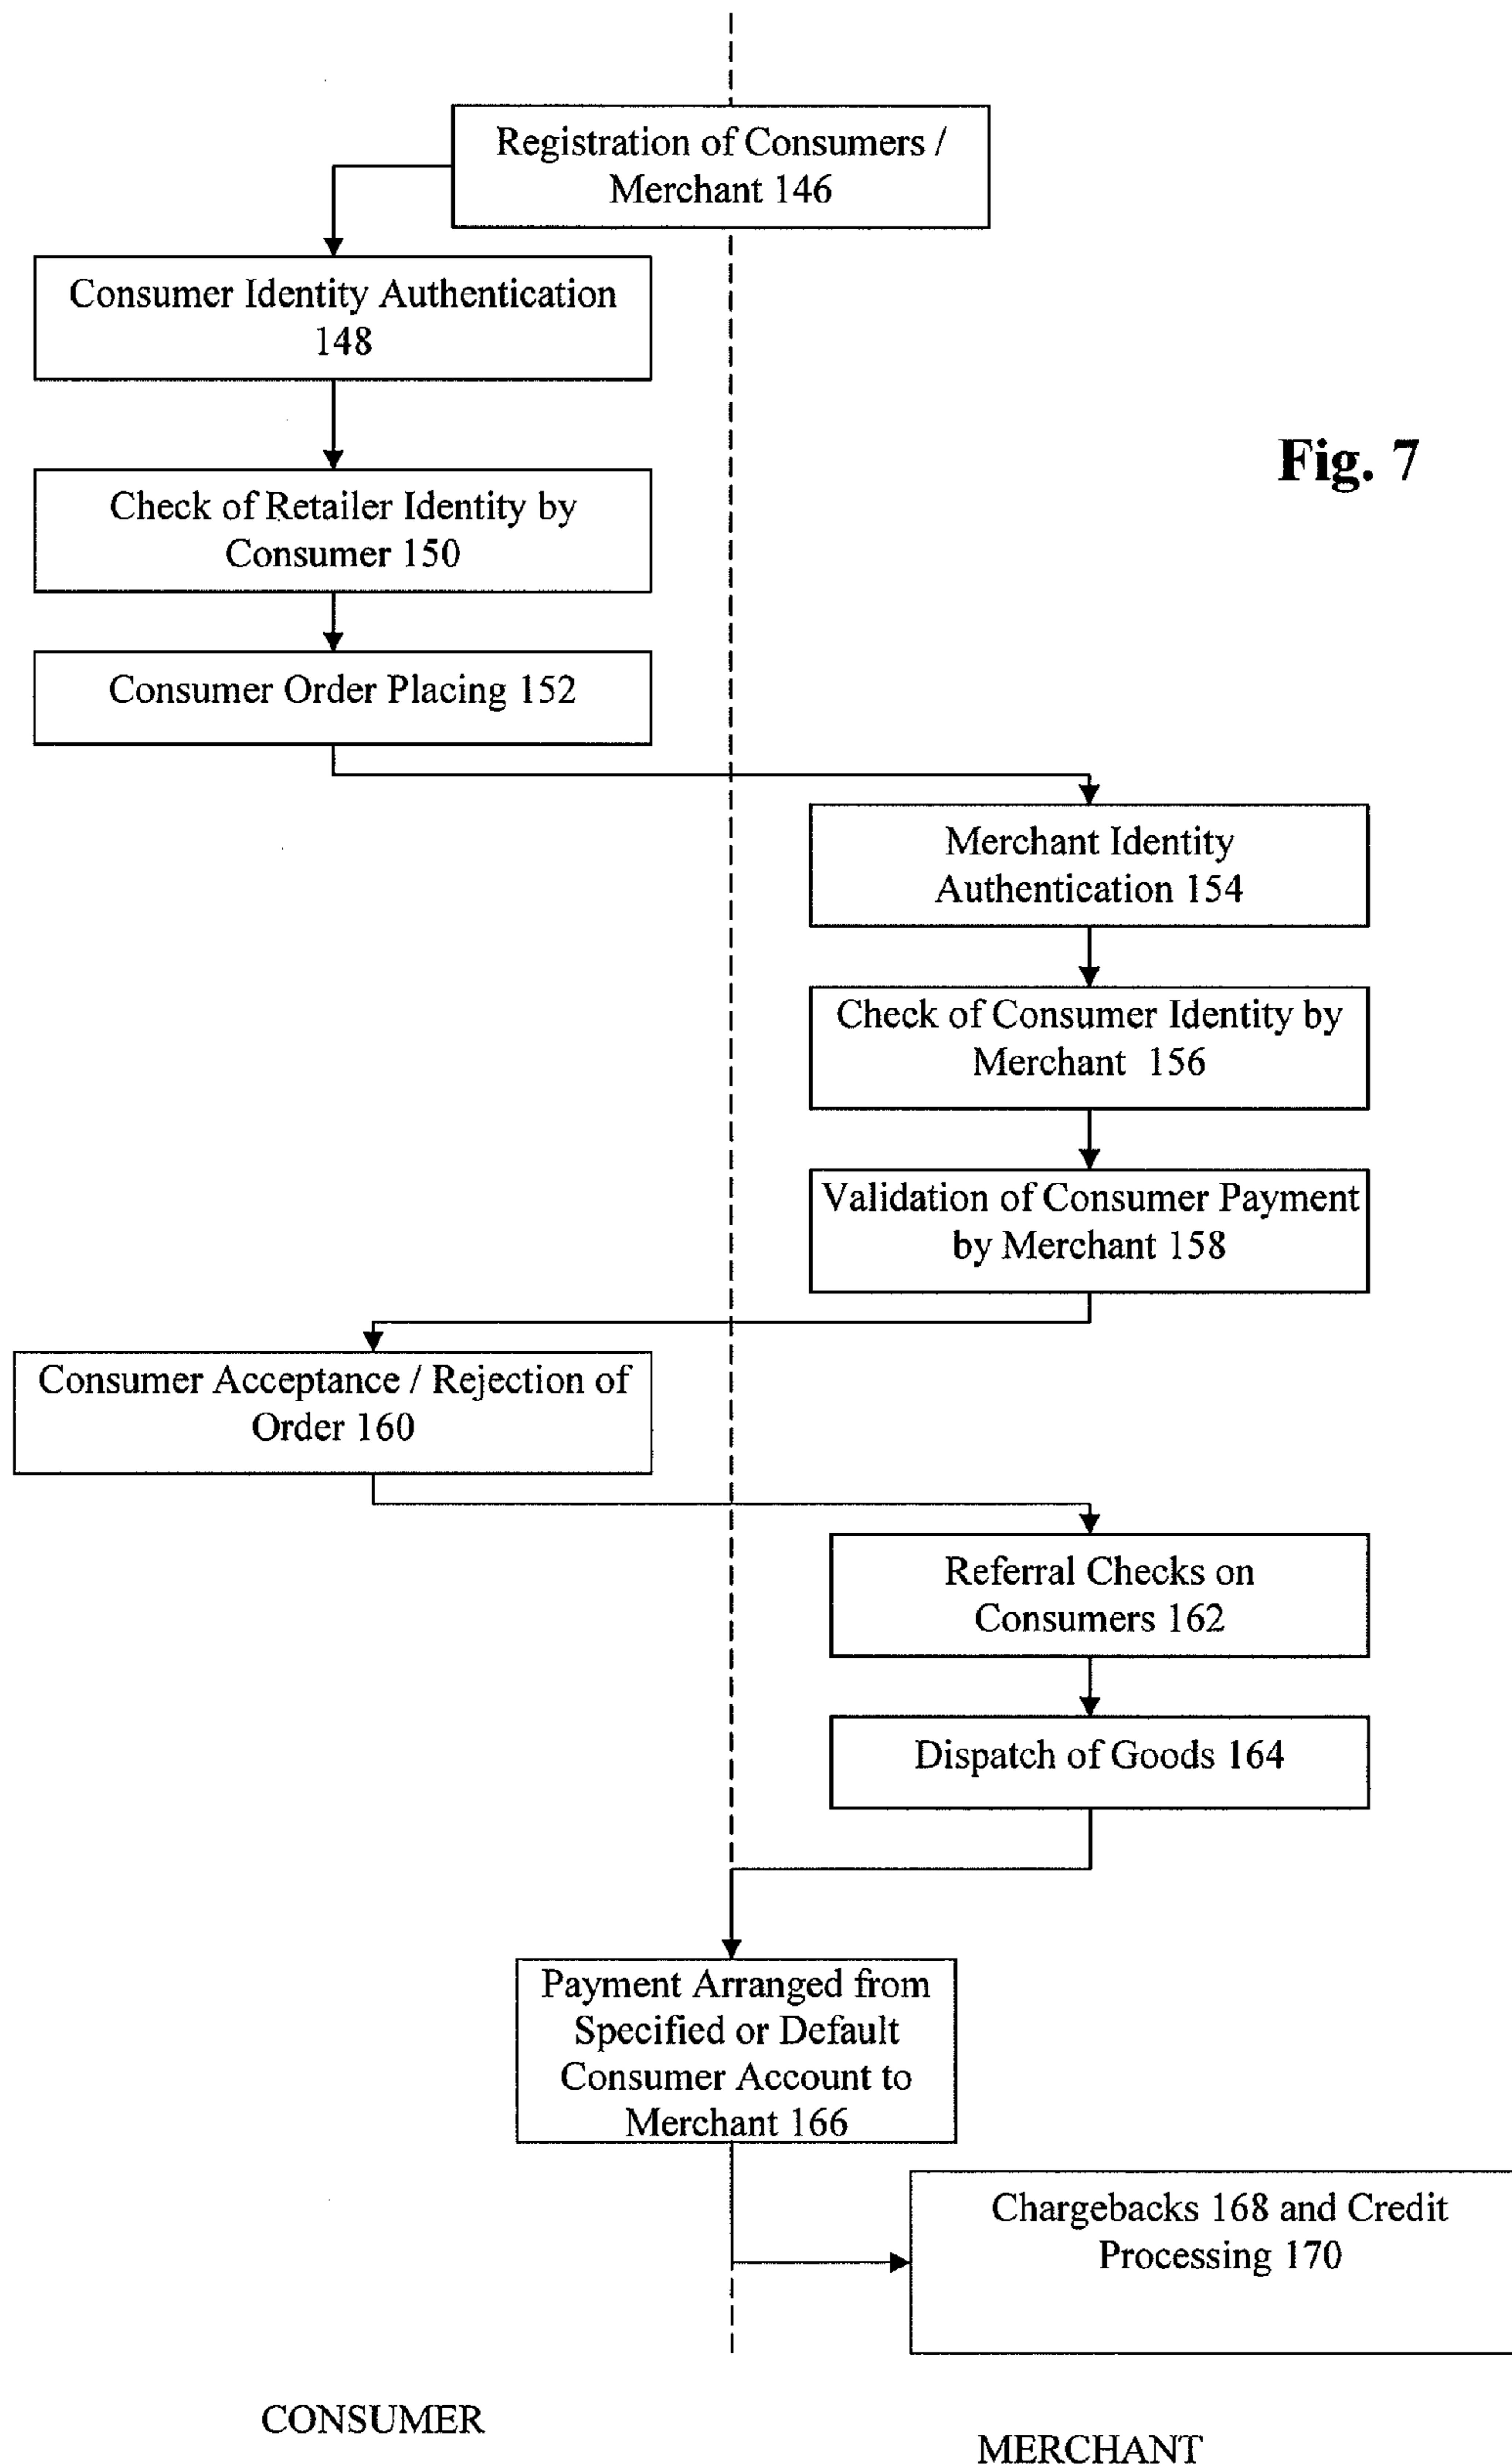 Registration of Consumers /
Merchant 146
Consumer Identity Authentication
148
Fig. 7
Check of Retailer Identity by
Consumer 150
Consumer Order Placing 152
Merchant Identity
Authentication 154
Check of Consumer Identity by
Merchant 156
Validation of Consumer Payment
by Merchant 158
Consumer Acceptance / Rejection of
Order 160
Referral Checks on
Consumers 162
Dispatch of Goods 164
Payment Arranged from
Specified or Default
Consumer Account to
Merchant 166
Chargebacks 168 and Credit
Processing 170
CONSUMER
MERCHANT